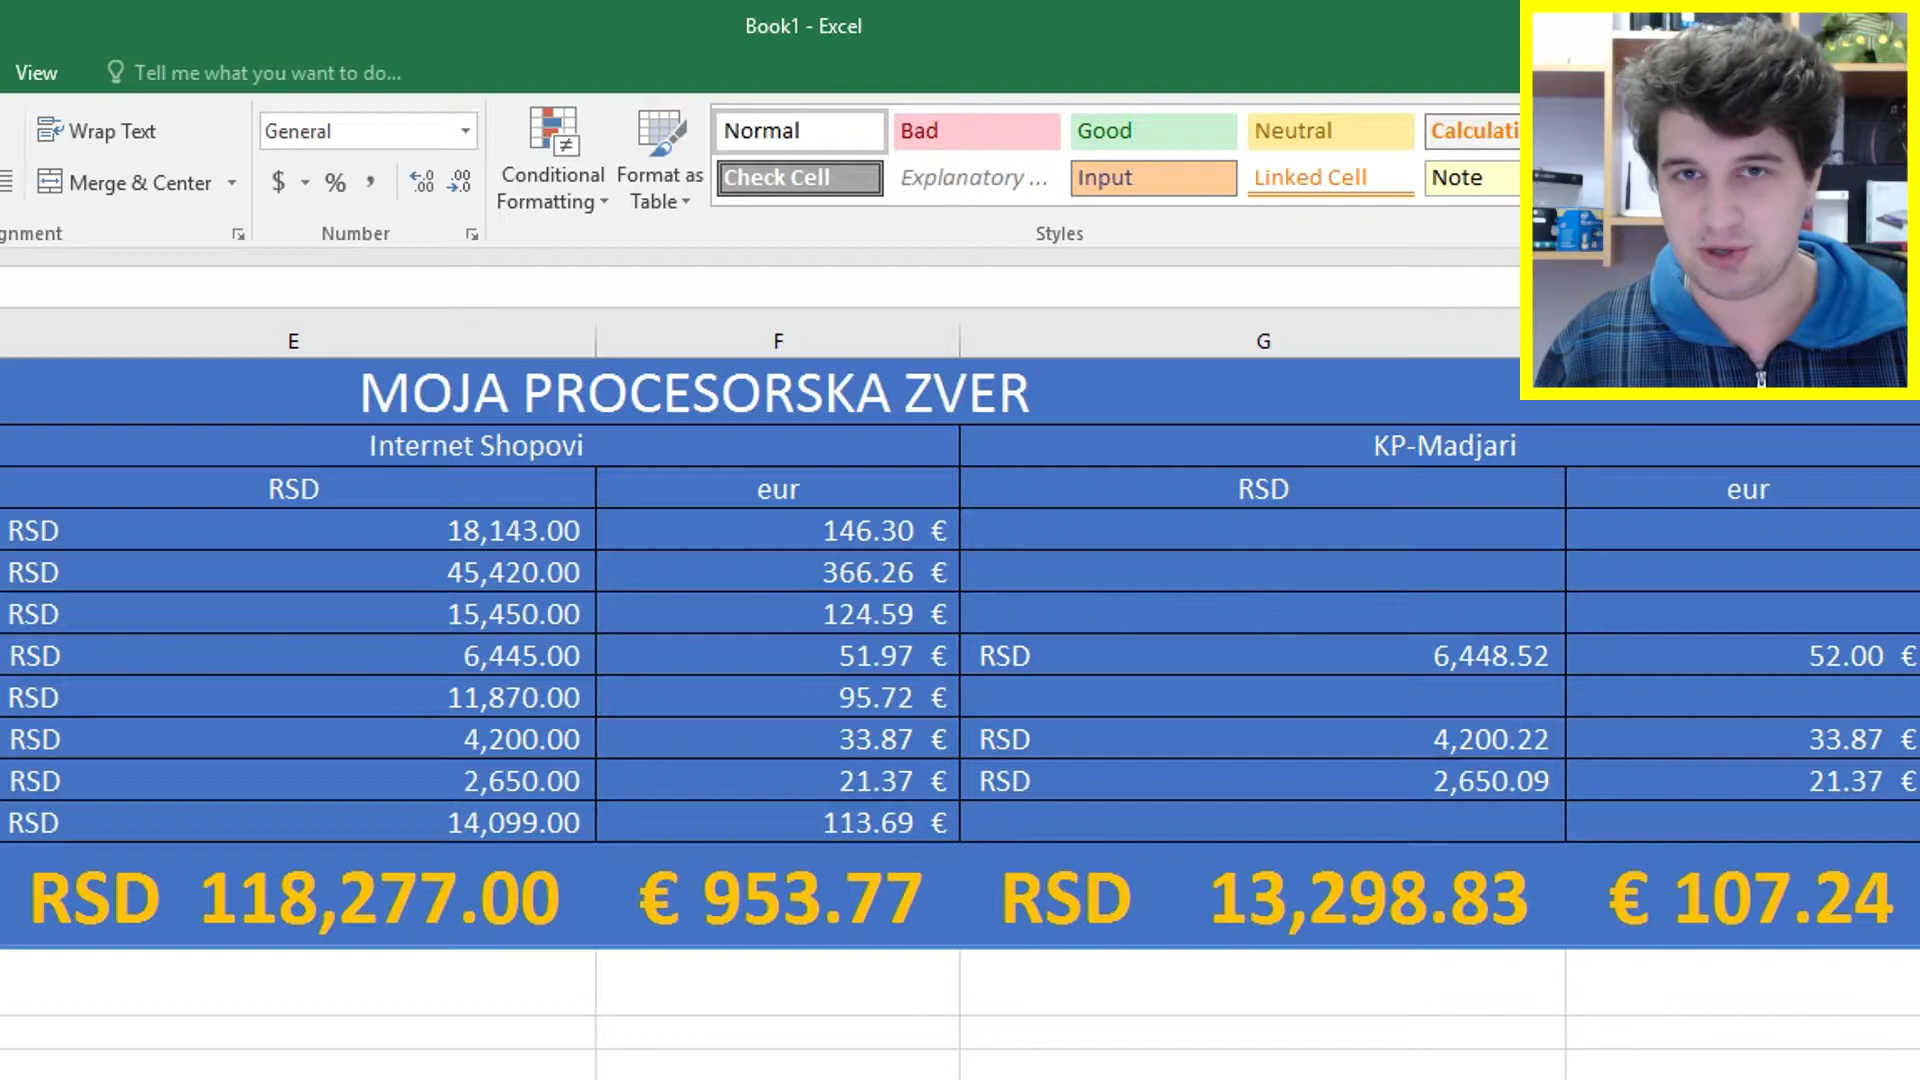 Book1 - Excel
View Tell me what you want to do...
Wrap Text General Normal Bad Good Neutral Calculati
Merge & Center $ % , Conditional Formatting Format as Table Check Cell Explanatory ... Input Linked Cell Note
gnment Number Styles
E F G
MOJA PROCESORSKA ZVER
Internet Shopovi KP-Madjari
RSD eur RSD eur
RSD 18,143.00 146.30 €
RSD 45,420.00 366.26 €
RSD 15,450.00 124.59 €
RSD 6,445.00 51.97 € RSD 6,448.52 52.00 €
RSD 11,870.00 95.72 €
RSD 4,200.00 33.87 € RSD 4,200.22 33.87 €
RSD 2,650.00 21.37 € RSD 2,650.09 21.37 €
RSD 14,099.00 113.69 €
RSD 118,277.00 € 953.77 RSD 13,298.83 € 107.24